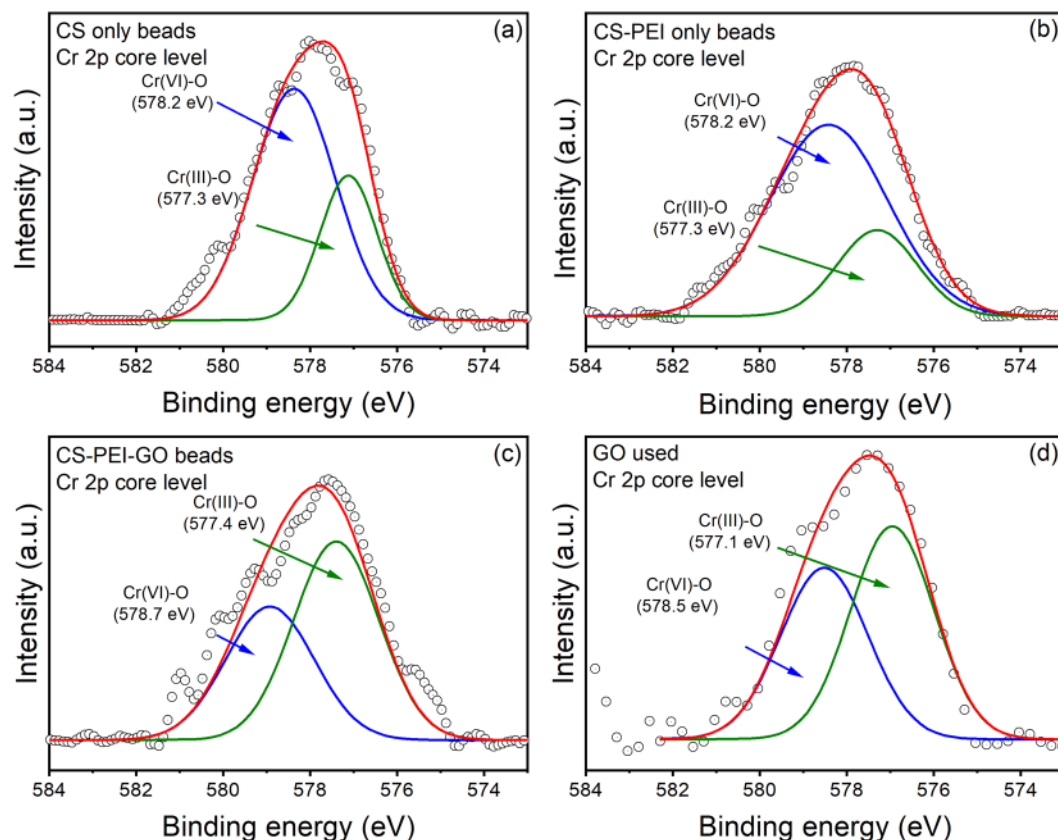 CS only beads
(a)
Cr 2p core level
Cr(VI)-O
(578.2 eV)
Cr(III)-O
(577.3 eV)
Intensity (a.u.)
584 582 580 578 576 574
Binding energy (eV)
CS-PEI only beads
(b)
Cr 2p core level
Cr(VI)-O
(578.2 eV)
Cr(III)-O
(577.3 eV)
Intensity (a.u.)
584 582 580 578 576 574
Binding energy (eV)
CS-PEI-GO beads
(c)
Cr 2p core level
Cr(III)-O
(577.4 eV)
Cr(VI)-O
(578.7 eV)
Intensity (a.u.)
584 582 580 578 576 574
Binding energy (eV)
GO used
(d)
Cr 2p core level
Cr(III)-O
(577.1 eV)
Cr(VI)-O
(578.5 eV)
Intensity (a.u.)
584 582 580 578 576 574
Binding energy (eV)